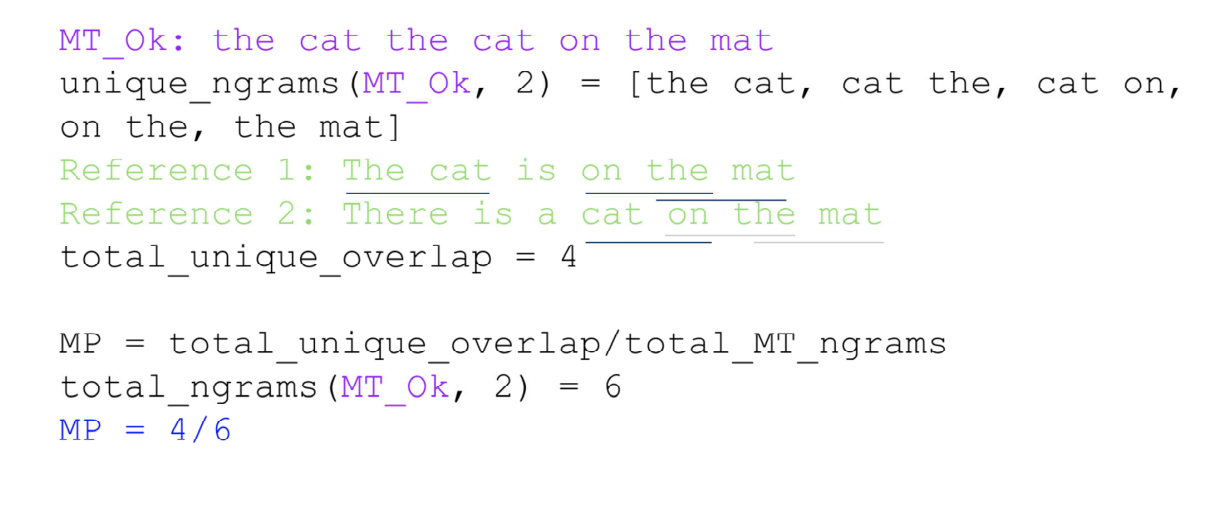 MT_Ok: the cat the cat on the mat
unique_ngrams(MT_Ok, 2) = [the cat, cat the, cat on,
on the, the mat]
Reference 1: The cat is on the mat
Reference 2: There is a cat on the mat
total_unique_overlap = 4
MP = total_unique_overlap/total_MT_ngrams
total_ngrams(MT_Ok, 2) = 6
MP = 4/6